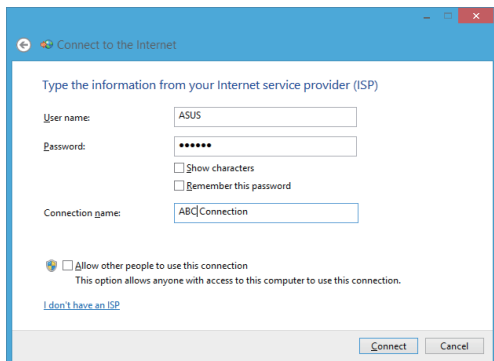 Connect to the Internet
Type the information from your Internet service provider (ISP)
User name:
ASUS
Password:
••••••
Show characters
Remember this password
Connection name:
ABC Connection
Allow other people to use this connection
This option allows anyone with access to this computer to use this connection.
I don't have an ISP
Connect Cancel